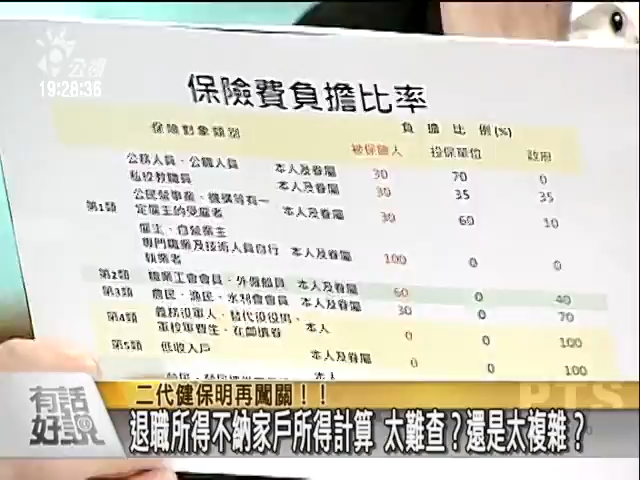 公視
19:28:36
保險費負擔比率
保險對象類別
負擔比例(%)
被保險人 投保單位 政府
公務人員、公職人員 本人及眷屬 30 70 0
私校教職員 本人及眷屬 30 35 35
公民營事業、機構等有一
定雇主的受雇者 本人及眷屬 30 60 10
第1類
雇主、自營業主
專門職業及技術人員自行
執業者 本人及眷屬 100 0 0
第2類 職業工會會員、外僱船員 本人及眷屬 60 0 40
第3類 農民、漁民、水利會會員 本人及眷屬 30 0 70
第4類 義務役軍人、替代役役男、
軍校軍費生、在卹遺眷 本人 0 0 100
第5類 低收入戶 本人及眷屬 0 0 100
本人
有話好說
PTS
二代健保明再闖關！！
退職所得不納家戶所得計算 太難查？還是太複雜？